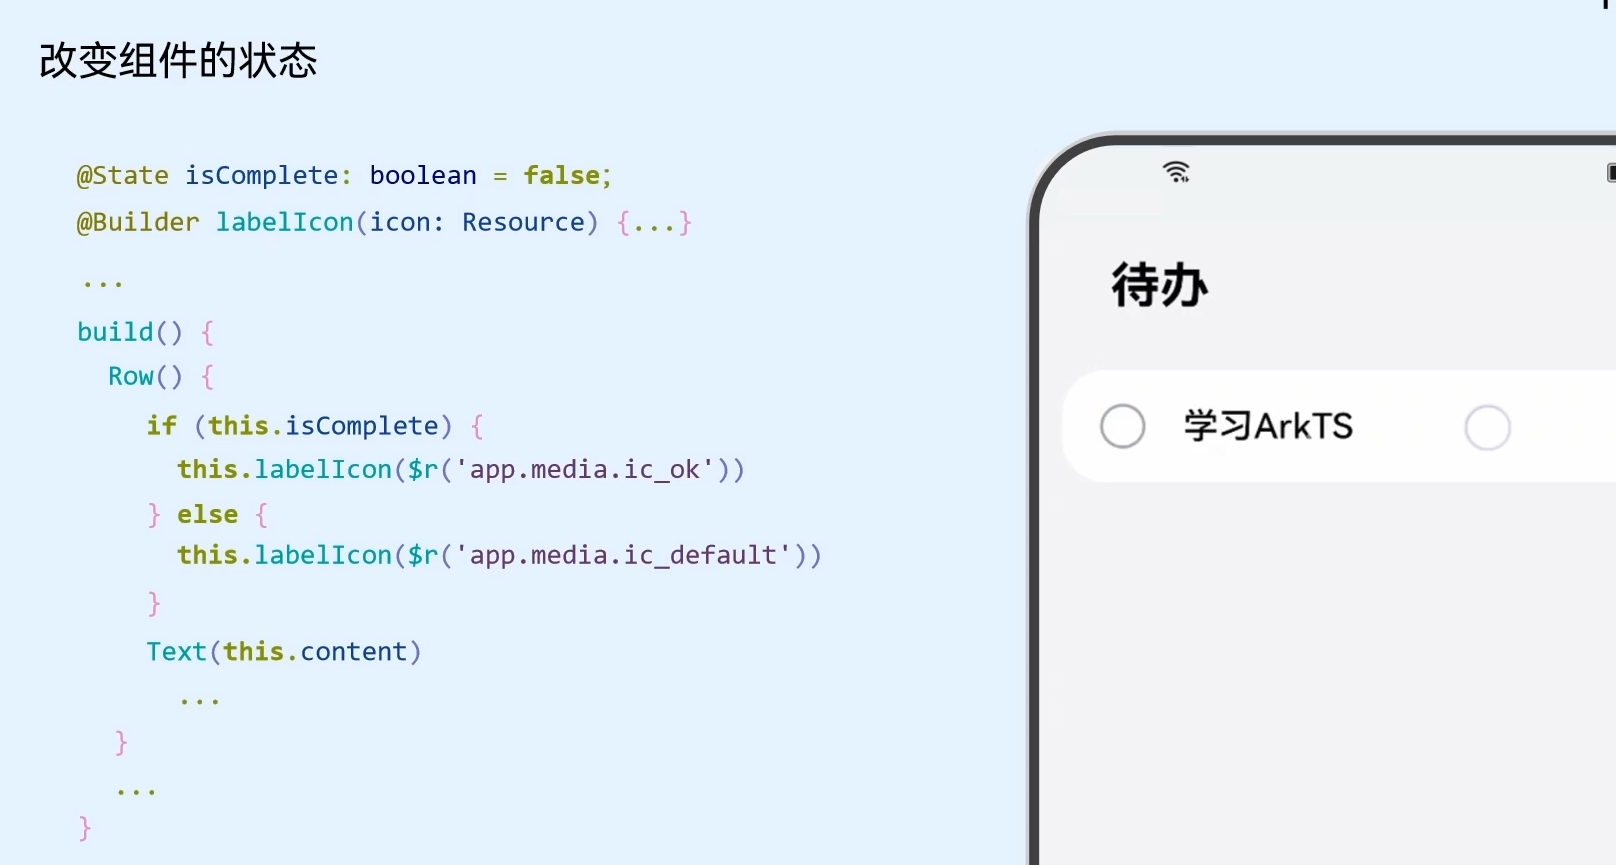 改变组件的状态
@State isComplete: boolean = false;
@Builder labelIcon(icon: Resource) {...}
...
build() {
Row() {
if (this.isComplete) {
this.labelIcon($r('app.media.ic_ok'))
} else {
this.labelIcon($r('app.media.ic_default'))
}
Text(this.content)
...
}
...
}
待办
学习ArkTS